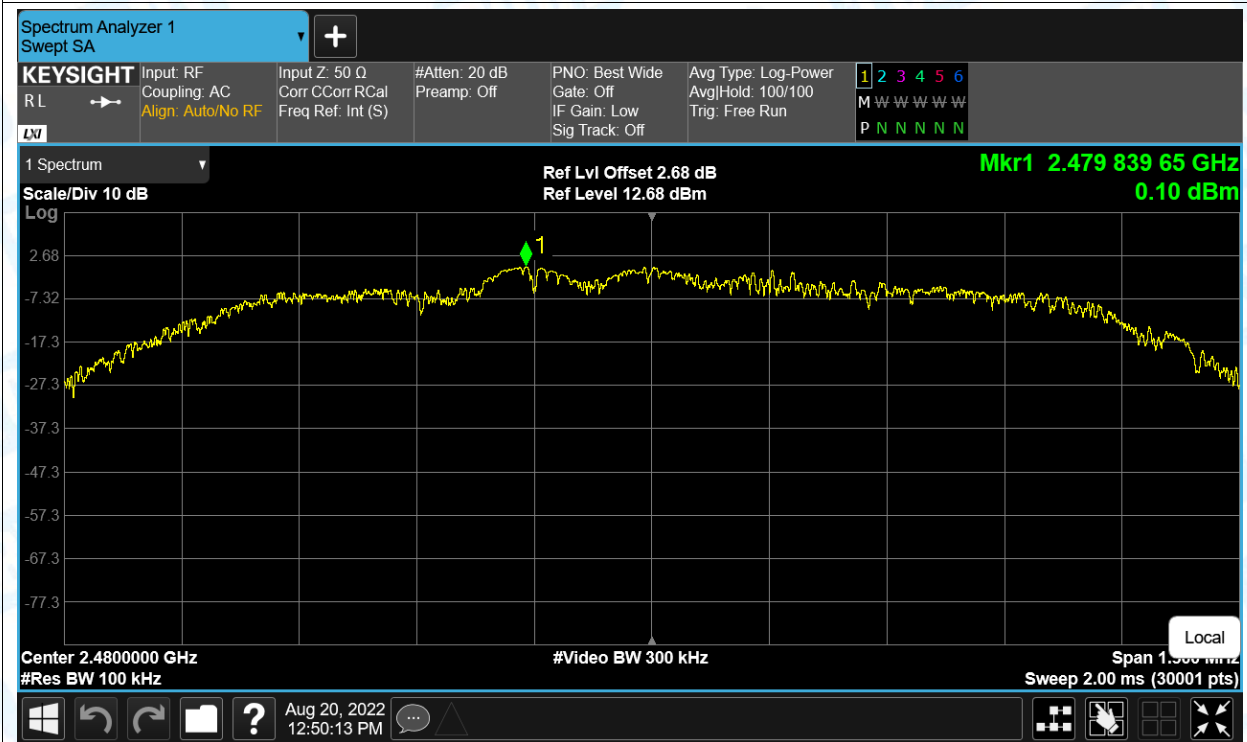 Spectrum Analyzer 1
Swept SA
KEYSIGHT
R L
LXI
Input: RF
Coupling: AC
Align: Auto/No RF
Input Z: 50 Ω
Corr CCorr RCal
Freq Ref: Int (S)
#Atten: 20 dB
Preamp: Off
PNO: Best Wide
Gate: Off
IF Gain: Low
Sig Track: Off
Avg Type: Log-Power
Avg|Hold: 100/100
Trig: Free Run
1 2 3 4 5 6
M W W W W W
P N N N N N
1 Spectrum
Scale/Div 10 dB
Log
Ref Lvl Offset 2.68 dB
Ref Level 12.68 dBm
Mkr1 2.479 839 65 GHz
0.10 dBm
1
2.68
-7.32
-17.3
-27.3
-37.3
-47.3
-57.3
-67.3
-77.3
Local
Center 2.4800000 GHz
#Video BW 300 kHz
Span
#Res BW 100 kHz
Sweep 2.00 ms (30001 pts)
?
Aug 20, 2022
12:50:13 PM